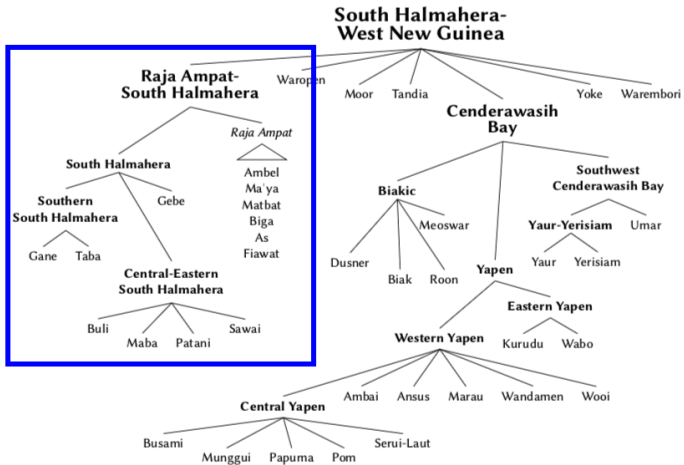 South Halmahera-
West New Guinea
Raja Ampat-
South Halmahera
Waropen
Moor
Tandia
Yoke
Warembori
Cenderawasih
Bay
Raja Ampat
South Halmahera
Ambel
Ma'ya
Matbat
Biga
As
Fiawat
Southern
South Halmahera
Gebe
Gane
Taba
Central-Eastern
South Halmahera
Buli
Maba
Patani
Sawai
Biakic
Meoswar
Dusner
Biak
Roon
Southwest
Cenderawasih Bay
Yaur-Yerisiam
Umar
Yaur
Yerisiam
Yapen
Eastern Yapen
Kurudu
Wabo
Western Yapen
Ambai
Ansus
Marau
Wandamen
Wooi
Central Yapen
Busami
Munggui
Papuma
Pom
Serui-Laut